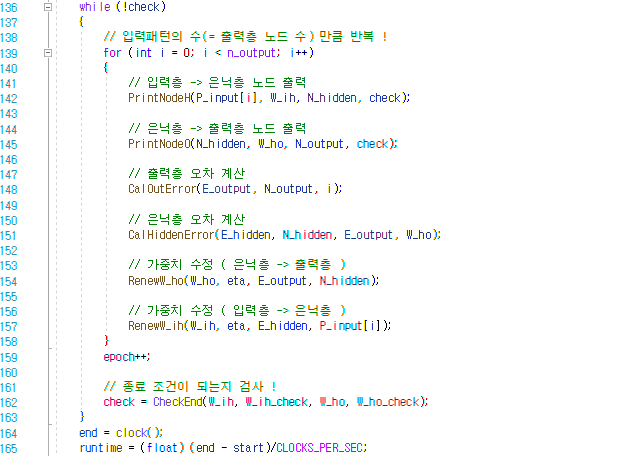 136 while (!check)
137 {
138 // 입력패턴의 수(= 출력층 노드 수) 만큼 반복 !
139 for (int i = 0; i < n_output; i++)
140 {
141 // 입력층 -> 은닉층 노드 출력
142 PrintNodeH(P_input[i], W_ih, N_hidden, check);
143
144 // 은닉층 -> 출력층 노드 출력
145 PrintNodeO(N_hidden, W_ho, N_output, check);
146
147 // 출력층 오차 계산
148 CalOutError(E_output, N_output, i);
149
150 // 은닉층 오차 계산
151 CalHiddenError(E_hidden, N_hidden, E_output, W_ho);
152
153 // 가중치 수정 ( 은닉층 -> 출력층 )
154 RenewW_ho(W_ho, eta, E_output, N_hidden);
155
156 // 가중치 수정 ( 입력층 -> 은닉층 )
157 RenewW_ih(W_ih, eta, E_hidden, P_input[i]);
158 }
159 epoch++;
160
161 // 종료 조건이 되는지 검사 !
162 check = CheckEnd(W_ih, W_ih_check, W_ho, W_ho_check);
163 }
164 end = clock();
165 runtime = (float) (end - start)/CLOCKS_PER_SEC;